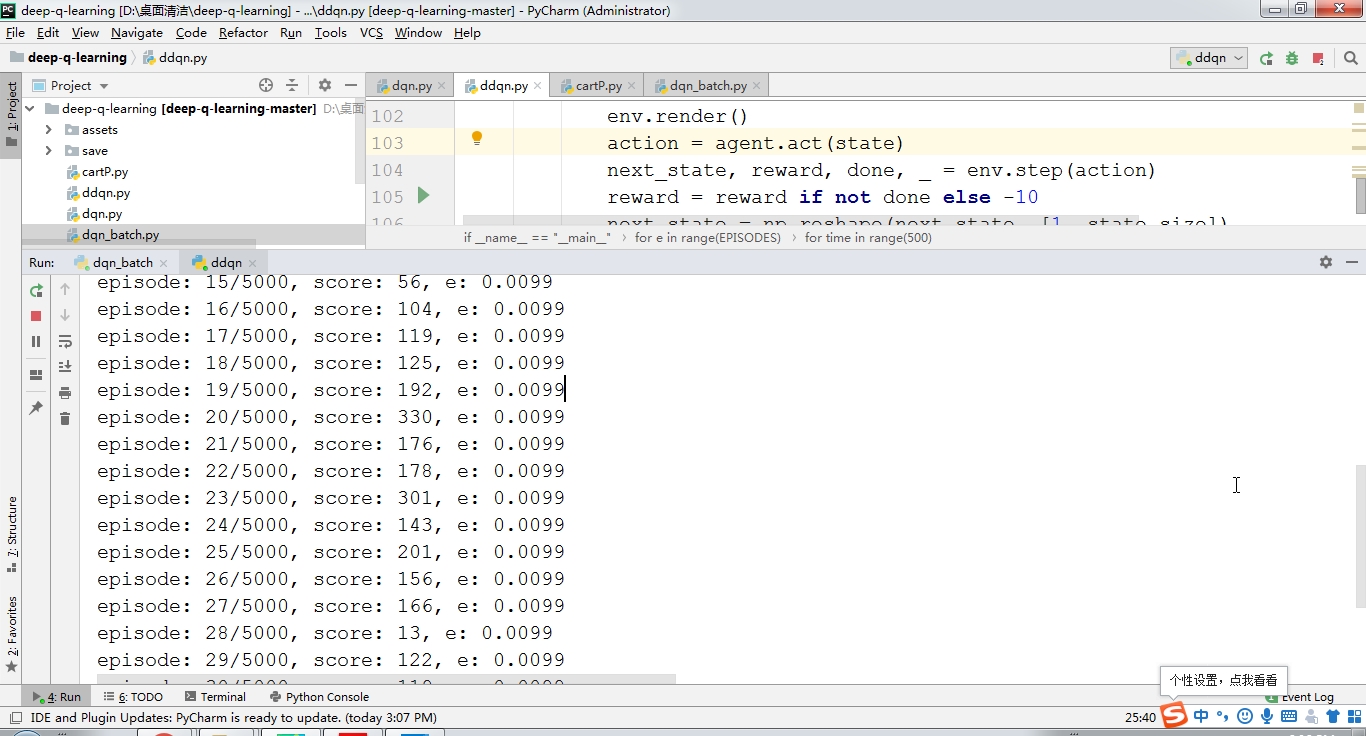 deep-q-learning [D:\桌面清洁\deep-q-learning] - ...\ddqn.py [deep-q-learning-master] - PyCharm (Administrator)
File Edit View Navigate Code Refactor Run Tools VCS Window Help
deep-q-learning ddqn.py ddqn
Project dqn.py ddqn.py cartP.py dqn_batch.py
1: Project
deep-q-learning [deep-q-learning-master] D:\桌面
assets
save
cartP.py
ddqn.py
dqn.py
dqn_batch.py
102 env.render()
103 action = agent.act(state)
104 next_state, reward, done, _ = env.step(action)
105 reward = reward if not done else -10
106 next_state = np.reshape(next_state, [1, state_size])
if __name__ == "__main__" for e in range(EPISODES) for time in range(500)
Run: dqn_batch ddqn
episode: 15/5000, score: 56, e: 0.0099
episode: 16/5000, score: 104, e: 0.0099
episode: 17/5000, score: 119, e: 0.0099
episode: 18/5000, score: 125, e: 0.0099
episode: 19/5000, score: 192, e: 0.0099
episode: 20/5000, score: 330, e: 0.0099
episode: 21/5000, score: 176, e: 0.0099
episode: 22/5000, score: 178, e: 0.0099
episode: 23/5000, score: 301, e: 0.0099
episode: 24/5000, score: 143, e: 0.0099
episode: 25/5000, score: 201, e: 0.0099
episode: 26/5000, score: 156, e: 0.0099
episode: 27/5000, score: 166, e: 0.0099
episode: 28/5000, score: 13, e: 0.0099
episode: 29/5000, score: 122, e: 0.0099
7: Structure
2: Favorites
个性设置，点我看看
4: Run 6: TODO Terminal Python Console Event Log
IDE and Plugin Updates: PyCharm is ready to update. (today 3:07 PM) 25:40 中